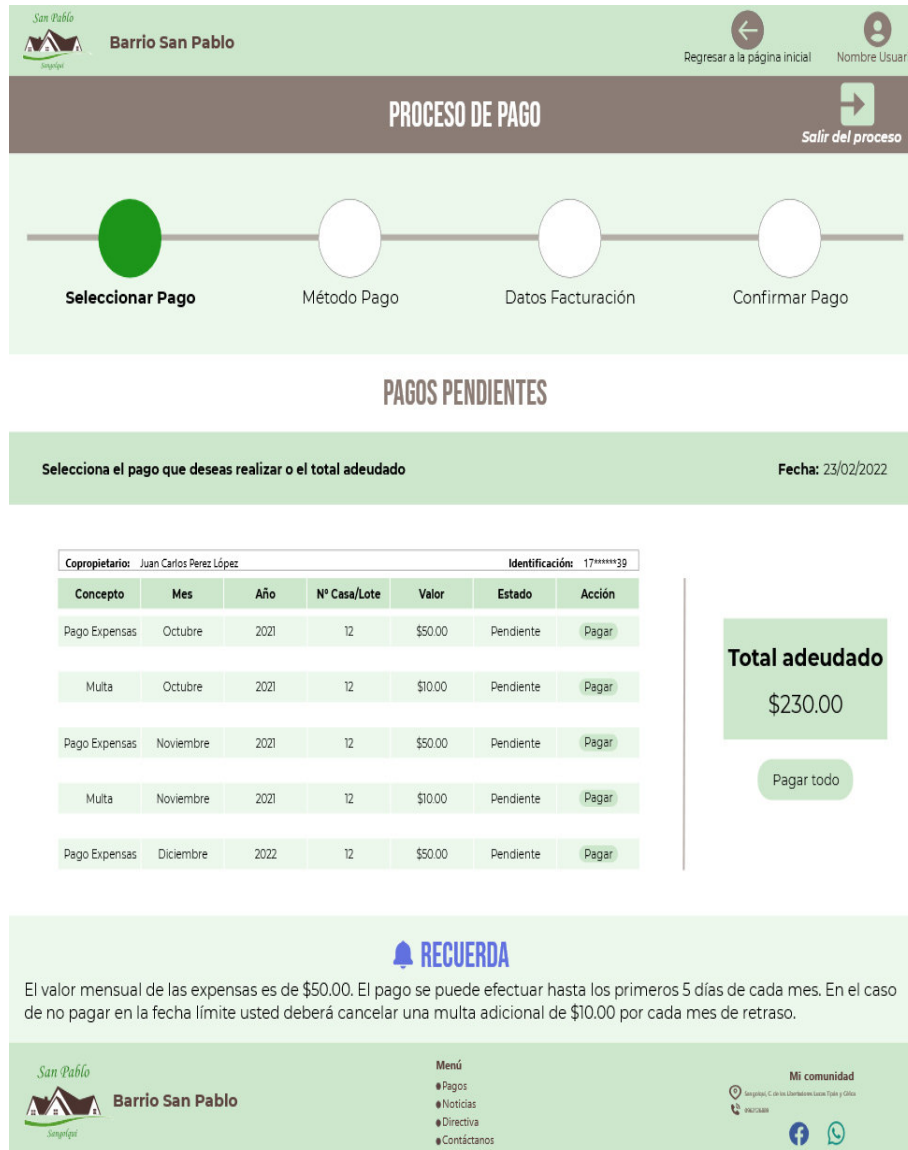 San Pablo
Sangolquí
Barrio San Pablo
Regresar a la página inicial
Nombre Usuar
PROCESO DE PAGO
Salir del proceso
Seleccionar Pago
Método Pago
Datos Facturación
Confirmar Pago
PAGOS PENDIENTES
Selecciona el pago que deseas realizar o el total adeudado
Fecha: 23/02/2022
Copropietario: Juan Carlos Perez López Identificación: 17******39
Concepto Mes Año Nº Casa/Lote Valor Estado Acción
Pago Expensas Octubre 2021 12 $50.00 Pendiente Pagar
Multa Octubre 2021 12 $10.00 Pendiente Pagar
Pago Expensas Noviembre 2021 12 $50.00 Pendiente Pagar
Multa Noviembre 2021 12 $10.00 Pendiente Pagar
Pago Expensas Diciembre 2022 12 $50.00 Pendiente Pagar
Total adeudado
$230.00
Pagar todo
RECUERDA
El valor mensual de las expensas es de $50.00. El pago se puede efectuar hasta los primeros 5 días de cada mes. En el caso
de no pagar en la fecha límite usted deberá cancelar una multa adicional de $10.00 por cada mes de retraso.
San Pablo
Sangolquí
Barrio San Pablo
Menú
Pagos
Noticias
Directiva
Contáctanos
Mi comunidad
Sangolquí, C. de los